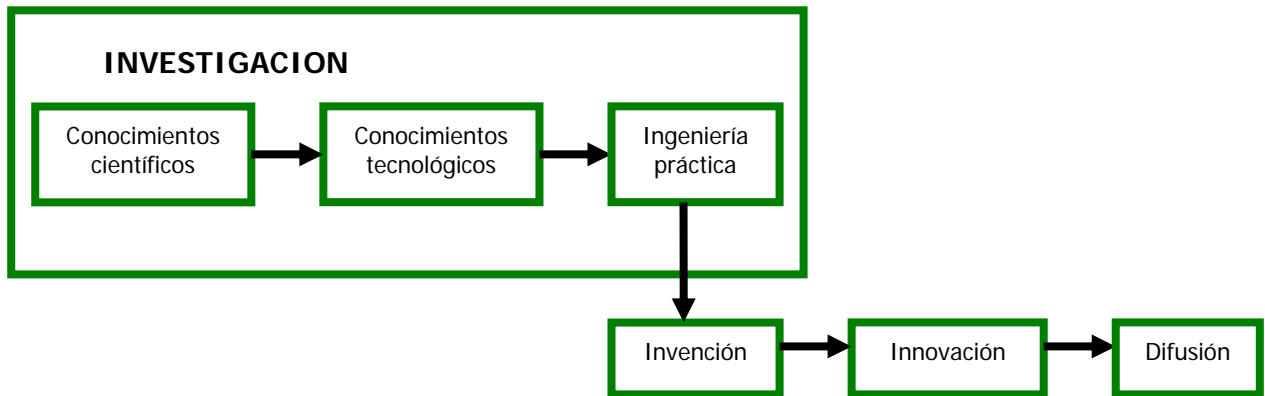 INVESTIGACION
Conocimientos
científicos
Conocimientos
tecnológicos
Ingeniería
práctica
Invención
Innovación
Difusión